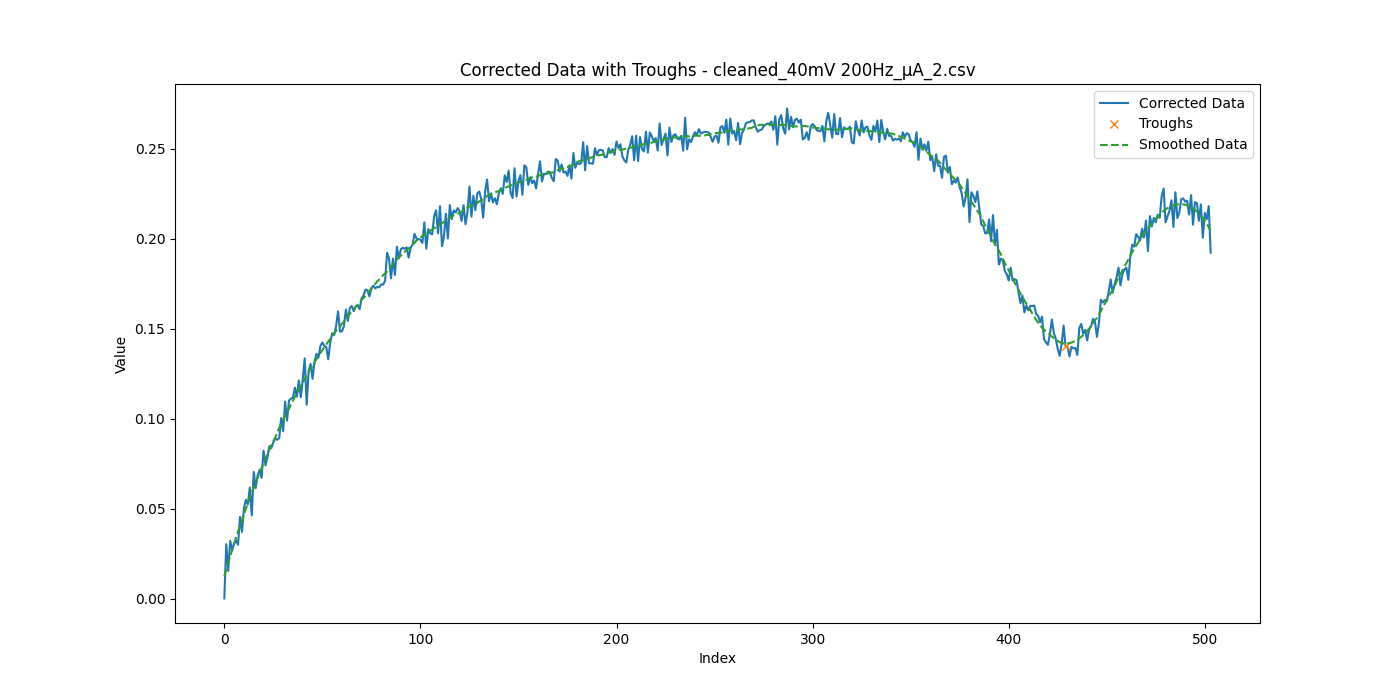 Corrected Data with Troughs - cleaned_40mV 200Hz_µA_2.csv
Corrected Data
Troughs
Smoothed Data
Value
0.25
0.20
0.15
0.10
0.05
0.00
0 100 200 300 400 500
Index